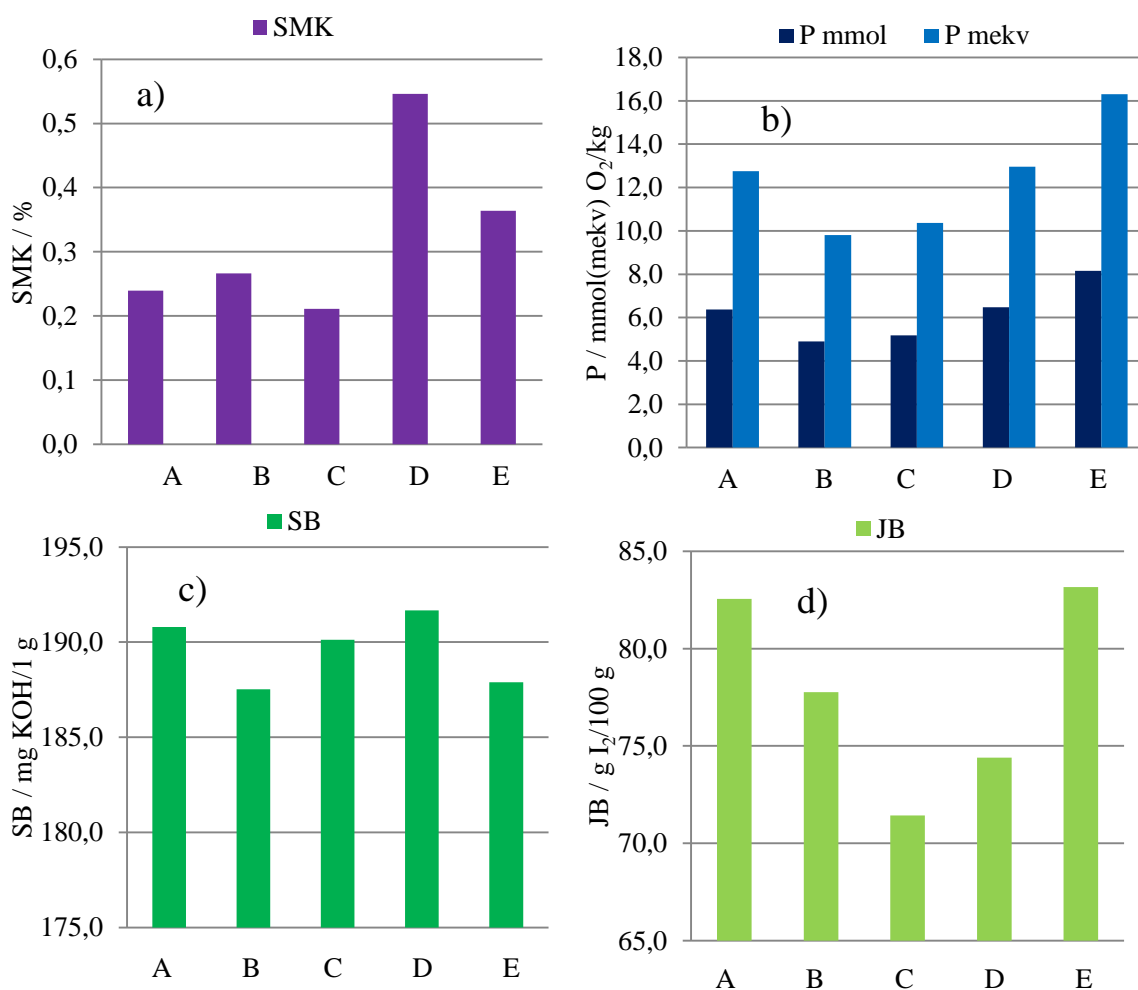 SMK
a)
SMK / %
0,6
0,5
0,4
0,3
0,2
0,1
0,0
A B C D E
P mmol P mekv
b)
P / mmol(mekv) O₂/kg
18,0
16,0
14,0
12,0
10,0
8,0
6,0
4,0
2,0
0,0
A B C D E
SB
c)
SB / mg KOH/1 g
195,0
190,0
185,0
180,0
175,0
A B C D E
JB
d)
JB / g I₂/100 g
85,0
80,0
75,0
70,0
65,0
A B C D E